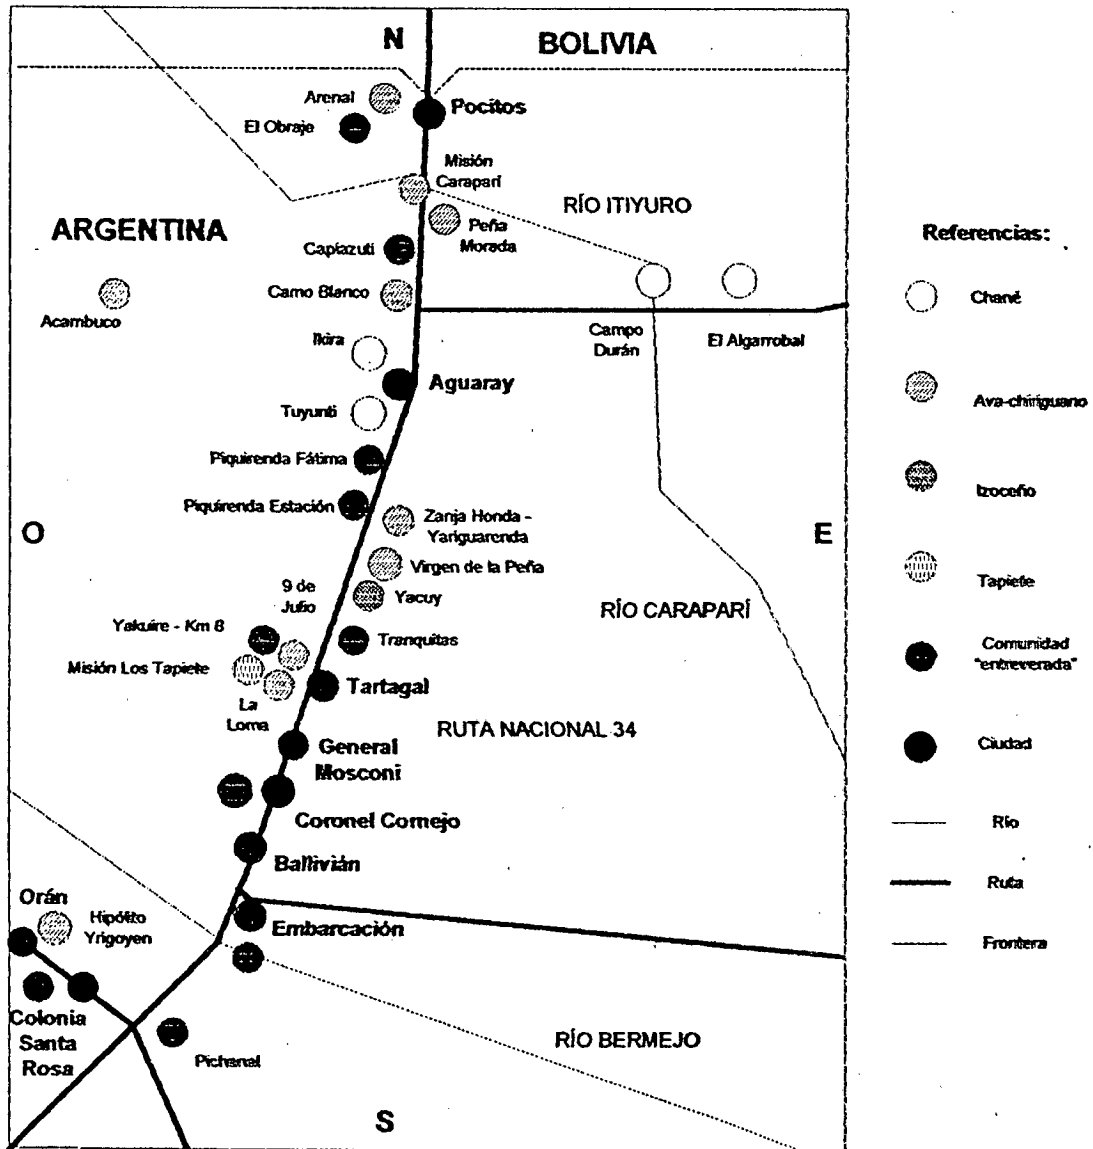 N
BOLIVIA
Arenal
Pocitos
El Obraje
Misión
Caraparí
RÍO ITIYURO
ARGENTINA
Peña
Morada
Capiazuti
Camo Blanco
Acambuco
Campo
Durán
El Algarrobal
Ikira
Aguaray
Tuyunti
Piquirenda Fátima
Piquirenda Estación
Zanja Honda -
Yariguarenda
O
E
Virgen de la Peña
9 de
Julio
Yacuy
RÍO CARAPARÍ
Yakuire - Km 8
Tranquitas
Misión Los Tapiete
La
Loma
Tartagal
RUTA NACIONAL 34
General
Mosconi
Coronel Cornejo
Ballivián
Orán
Hipólito
Yrigoyen
Embarcación
Colonia
Santa
Rosa
Pichanal
RÍO BERMEJO
S
Referencias:
Chané
Ava-chiriguano
Izoceño
Tapiete
Comunidad
"entreverada"
Ciudad
Río
Ruta
Frontera